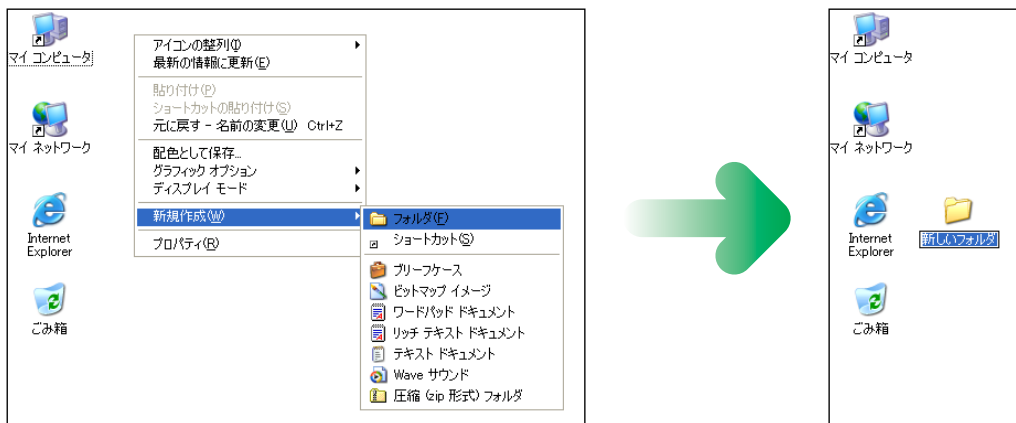 マイ コンピュータ
マイ ネットワーク
Internet
Explorer
ごみ箱
アイコンの整列(I)
最新の情報に更新(E)
貼り付け(P)
ショートカットの貼り付け(S)
元に戻す - 名前の変更(U) Ctrl+Z
配色として保存...
グラフィック オプション
ディスプレイ モード
新規作成(W)
プロパティ(R)
フォルダ(F)
ショートカット(S)
ブリーフケース
ビットマップ イメージ
ワードパッド ドキュメント
リッチ テキスト ドキュメント
テキスト ドキュメント
Wave サウンド
圧縮 (zip 形式) フォルダ
マイ コンピュータ
マイ ネットワーク
Internet
Explorer
新しいフォルダ
ごみ箱